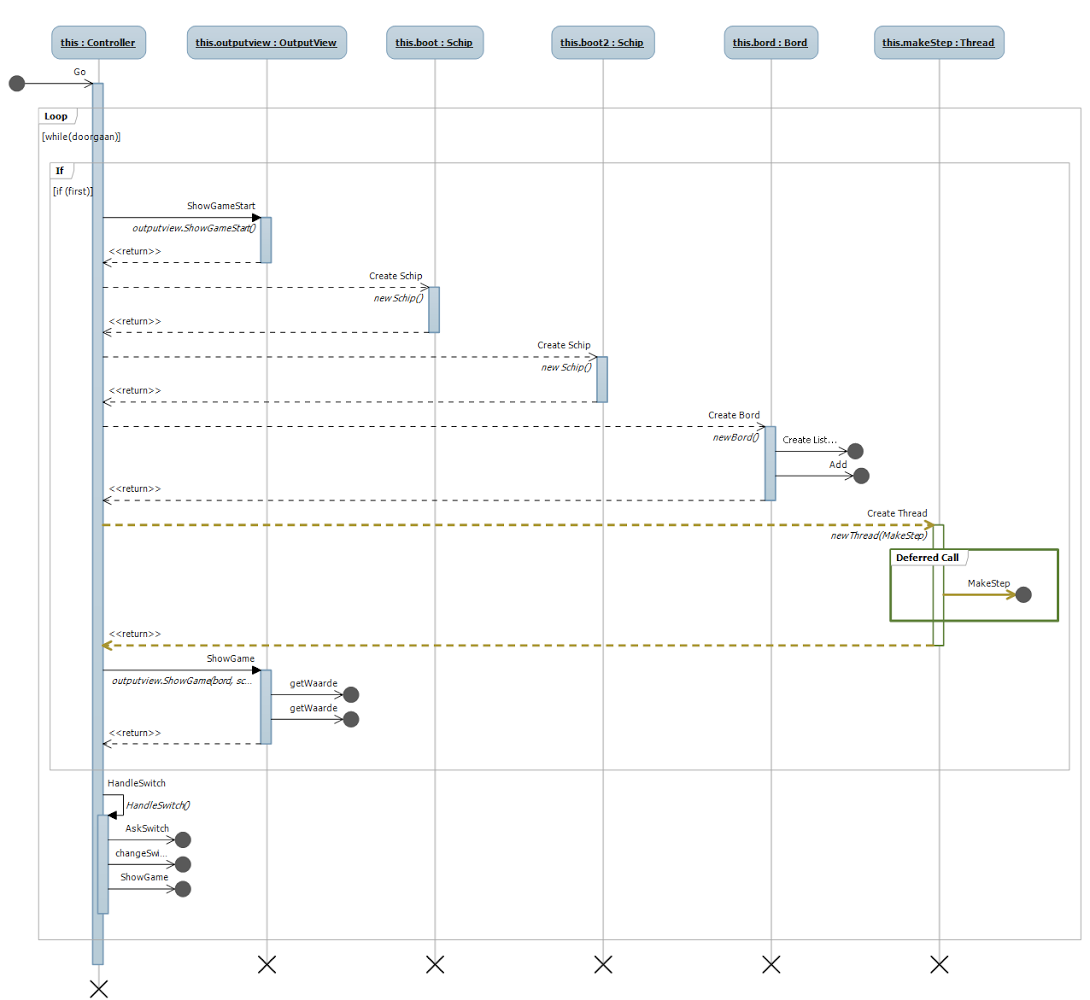 this : Controller
this.outputview : OutputView
this.boot : Schip
this.boot2 : Schip
this.bord : Bord
this.makeStep : Thread
Go
Loop
[while(doorgaan)]
If
[if (first)]
ShowGameStart
outputview.ShowGameStart()
<<return>>
Create Schip
new Schip()
<<return>>
Create Schip
new Schip()
<<return>>
Create Bord
newBord()
Create List...
Add
<<return>>
Create Thread
newThread(MakeStep)
Deferred Call
MakeStep
<<return>>
ShowGame
outputview.ShowGame(bord, sc...
getWaarde
getWaarde
<<return>>
HandleSwitch
HandleSwitch()
AskSwitch
changeSwi...
ShowGame